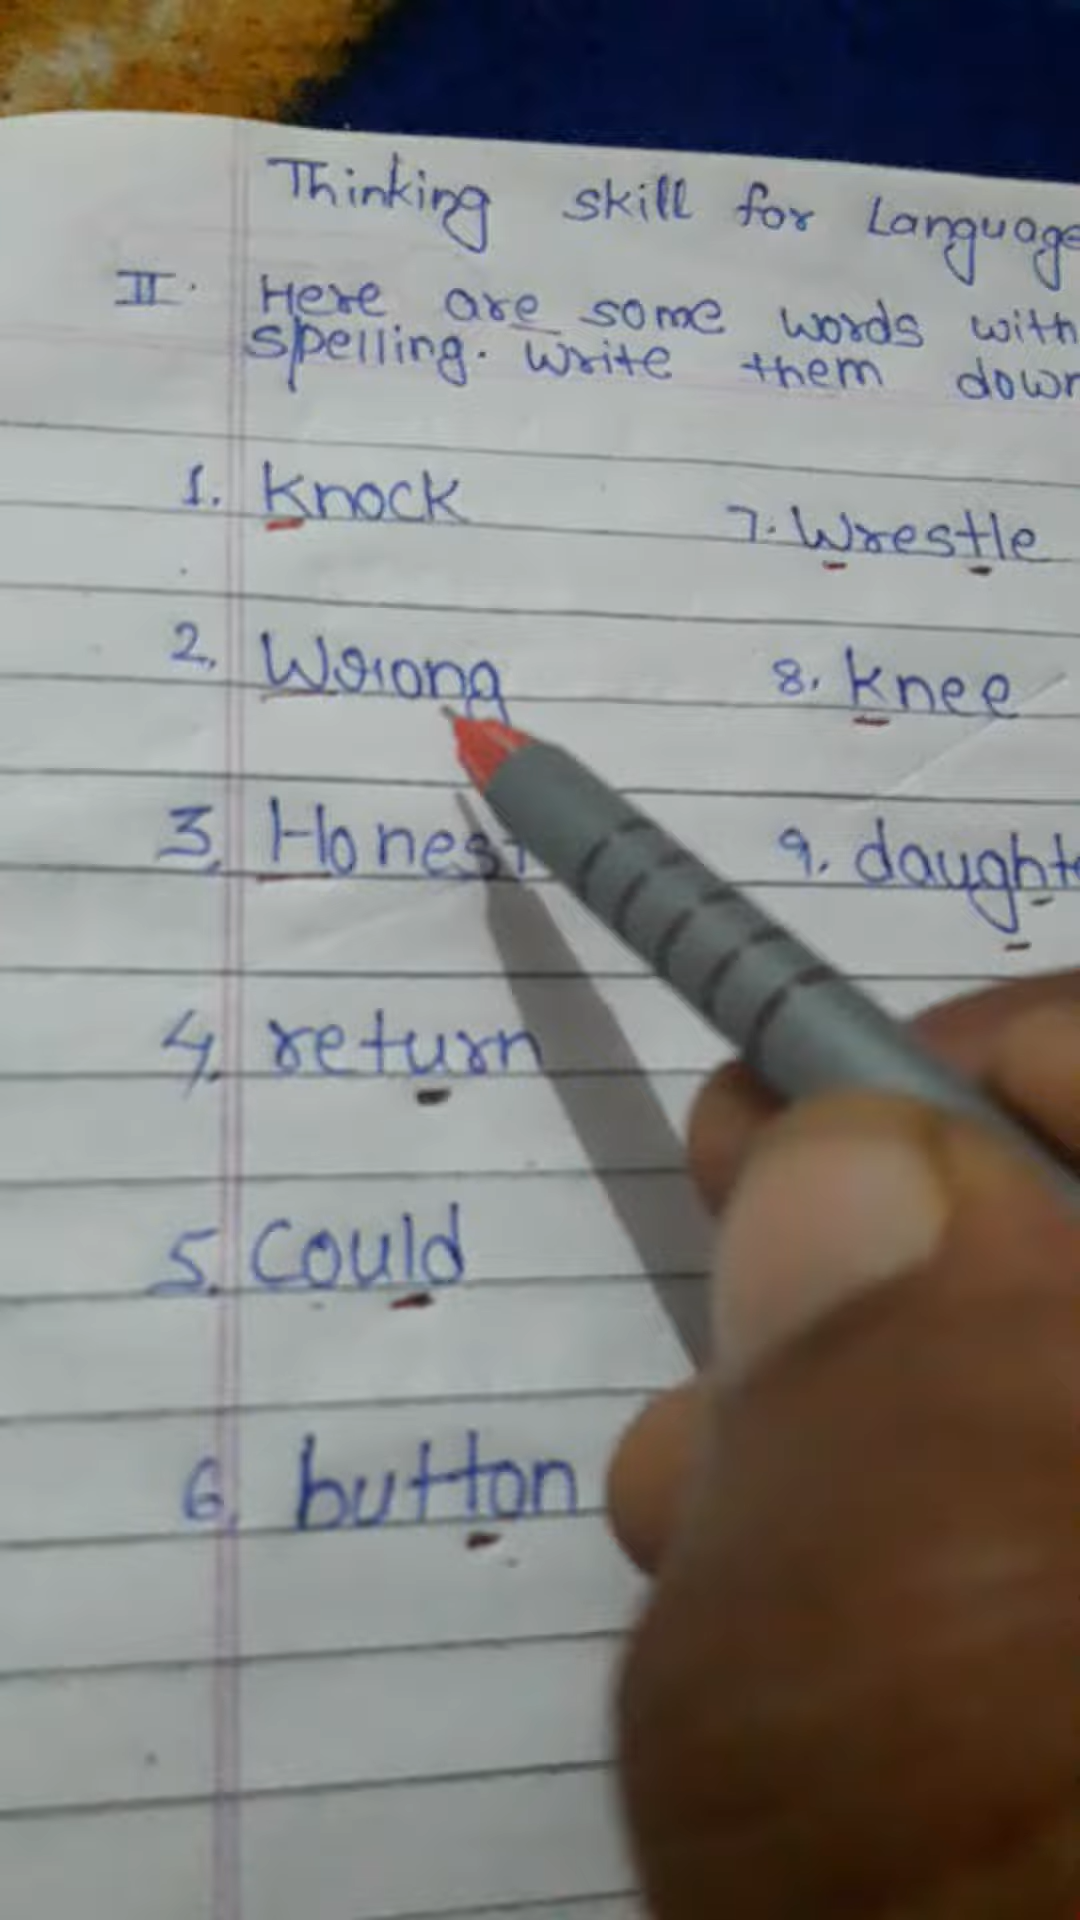 Thinking skill for Language
II. Here are some words with
spelling. Write them down
1. Knock
7. Wrestle
2. Wrong
8. Knee
3. Honest
9. daught
4. return
5. Could
6. button